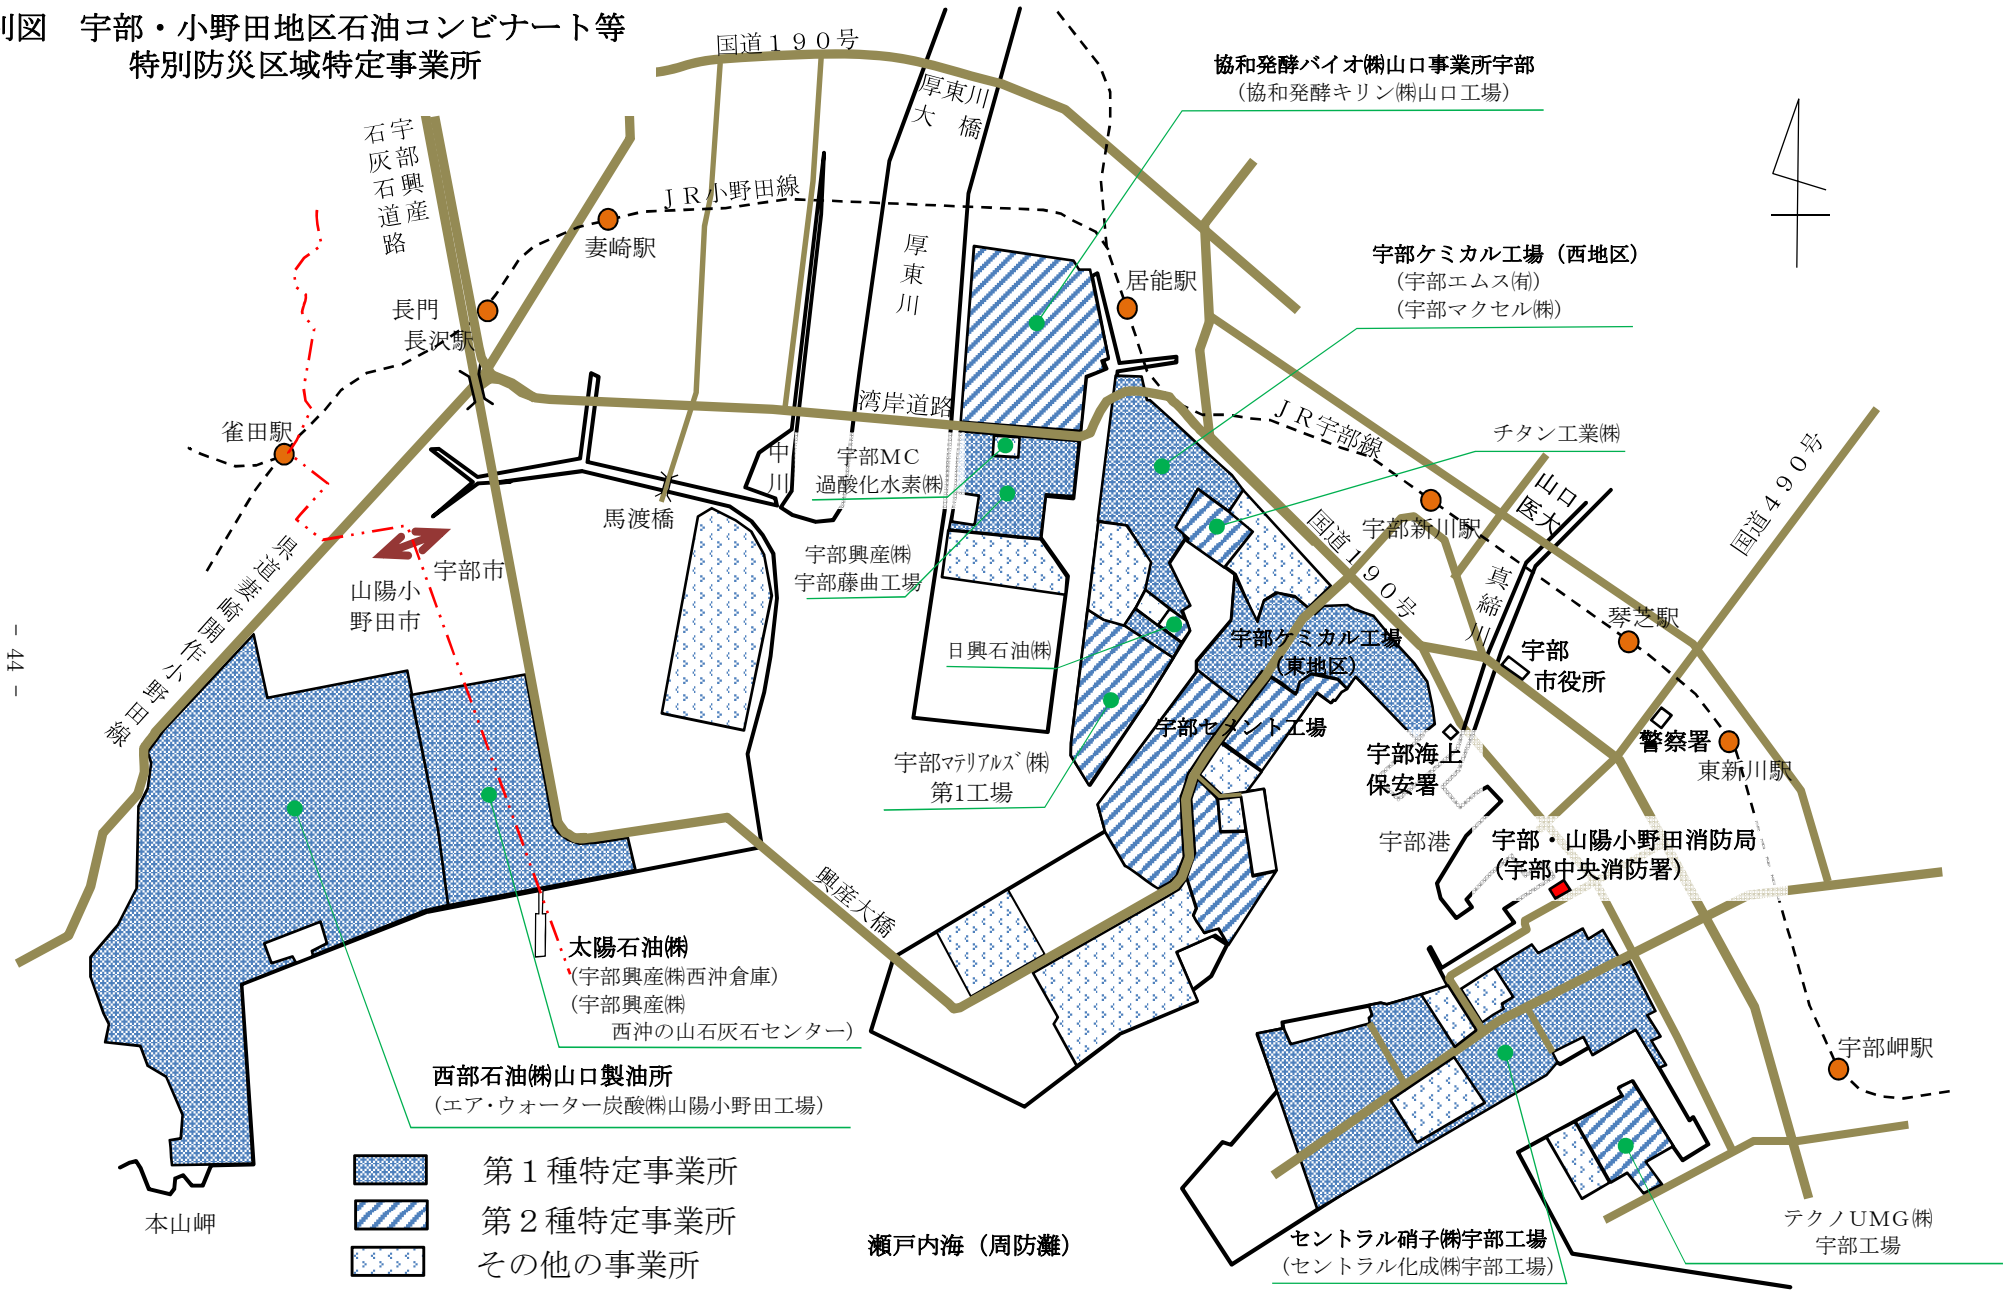 別図　宇部・小野田地区石油コンビナート等
特別防災区域特定事業所
国道１９０号
厚東川
大　橋
協和発酵バイオ㈱山口事業所宇部
（協和発酵キリン㈱山口工場）
宇部興産
石灰石道路
ＪＲ小野田線
妻崎駅
厚東川
居能駅
宇部ケミカル工場（西地区）
（宇部エムス㈲）
（宇部マクセル㈱）
長門
長沢駅
湾岸道路
雀田駅
ＪＲ宇部線
チタン工業㈱
中川
宇部MC
過酸化水素㈱
馬渡橋
山口
医大
国道４９０号
宇部新川駅
国道１９０号
宇部興産㈱
宇部藤曲工場
県道妻崎開作小野田線
宇部市
山陽小
野田市
真締川
琴芝駅
日興石油㈱
宇部ケミカル工場
（東地区）
宇部
市役所
宇部セメント工場
警察署
宇部海上
保安署
東新川駅
宇部ﾏﾃﾘｱﾙｽﾞ㈱
第1工場
宇部港
宇部・山陽小野田消防局
（宇部中央消防署）
興産大橋
太陽石油㈱
（宇部興産㈱西沖倉庫）
（宇部興産㈱
西沖の山石灰石センター）
宇部岬駅
西部石油㈱山口製油所
（エア・ウォーター炭酸㈱山陽小野田工場）
第１種特定事業所
第２種特定事業所
その他の事業所
本山岬
瀬戸内海（周防灘）
セントラル硝子㈱宇部工場
（セントラル化成㈱宇部工場）
テクノUMG㈱
宇部工場
- 44 -